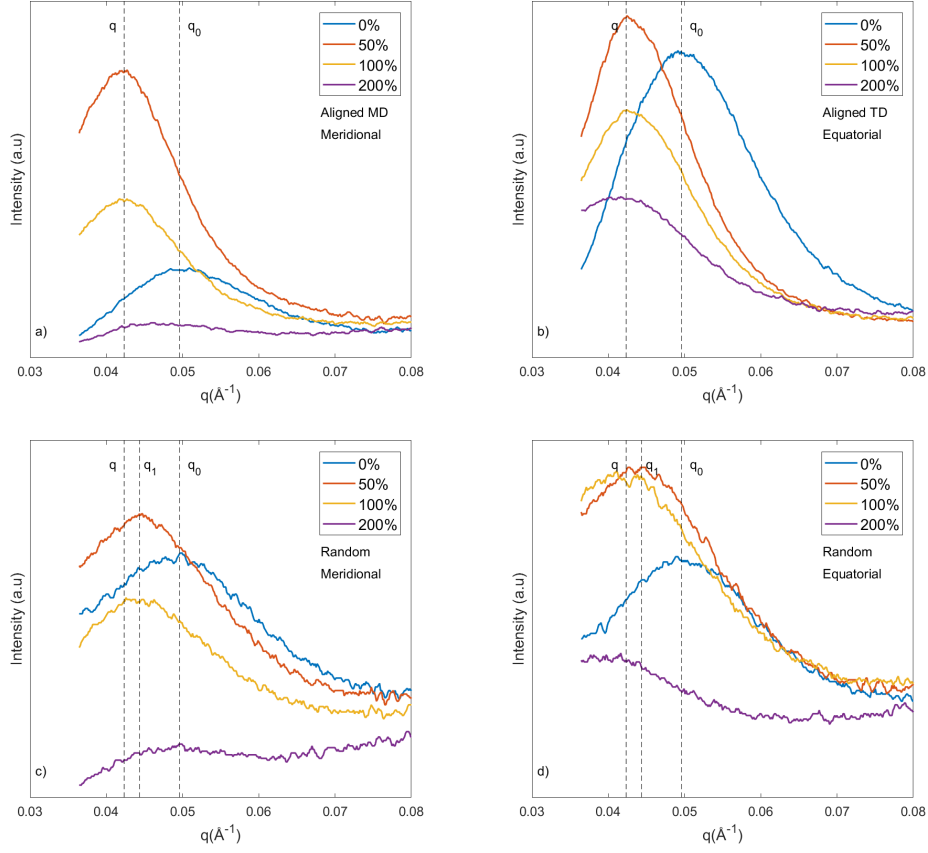 q
q0
0%
50%
100%
200%
Aligned MD
Meridional
Intensity (a.u)
a)
0.03
0.04
0.05
0.06
0.07
0.08
q(Å-1)
q
q0
0%
50%
100%
200%
Aligned TD
Equatorial
Intensity (a.u)
b)
0.03
0.04
0.05
0.06
0.07
0.08
q(Å-1)
q
q1
q0
0%
50%
100%
200%
Random
Meridional
Intensity (a.u)
c)
0.03
0.04
0.05
0.06
0.07
0.08
q(Å-1)
q
q1
q0
0%
50%
100%
200%
Random
Equatorial
Intensity (a.u)
d)
0.03
0.04
0.05
0.06
0.07
0.08
q(Å-1)